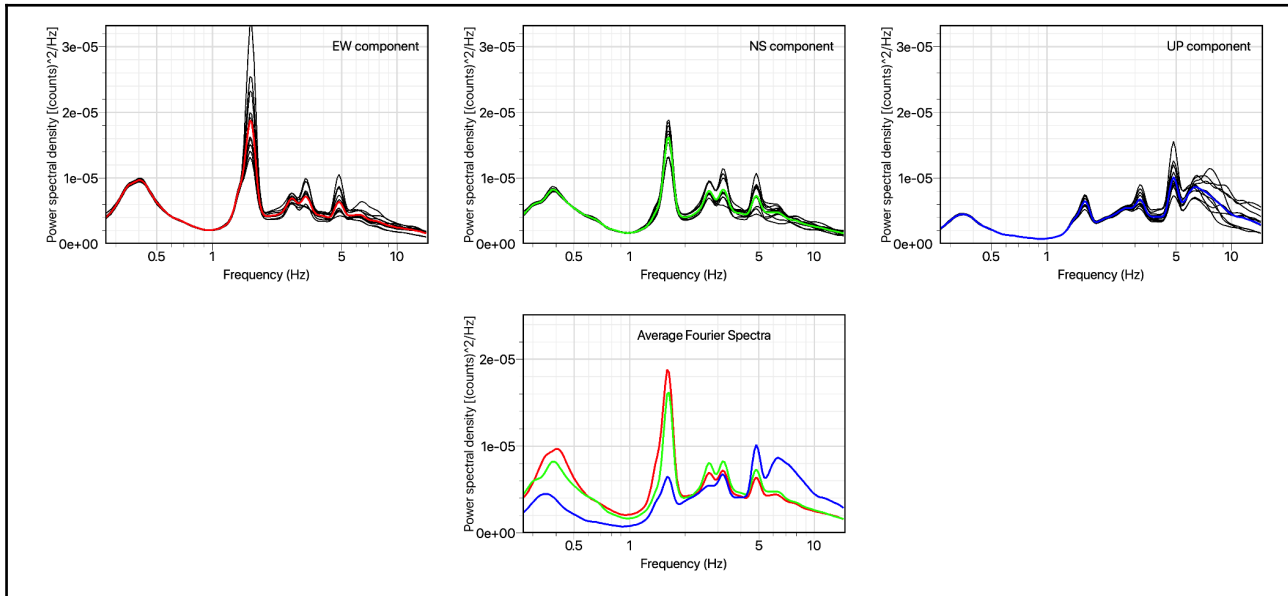 Power spectral density [(counts)^2/Hz]
EW component
3e-05
2e-05
1e-05
0e+00
0.5 1 5 10
Frequency (Hz)
Power spectral density [(counts)^2/Hz]
NS component
3e-05
2e-05
1e-05
0e+00
0.5 1 5 10
Frequency (Hz)
Power spectral density [(counts)^2/Hz]
UP component
3e-05
2e-05
1e-05
0e+00
0.5 1 5 10
Frequency (Hz)
Power spectral density [(counts)^2/Hz]
Average Fourier Spectra
2e-05
1e-05
0e+00
0.5 1 5 10
Frequency (Hz)